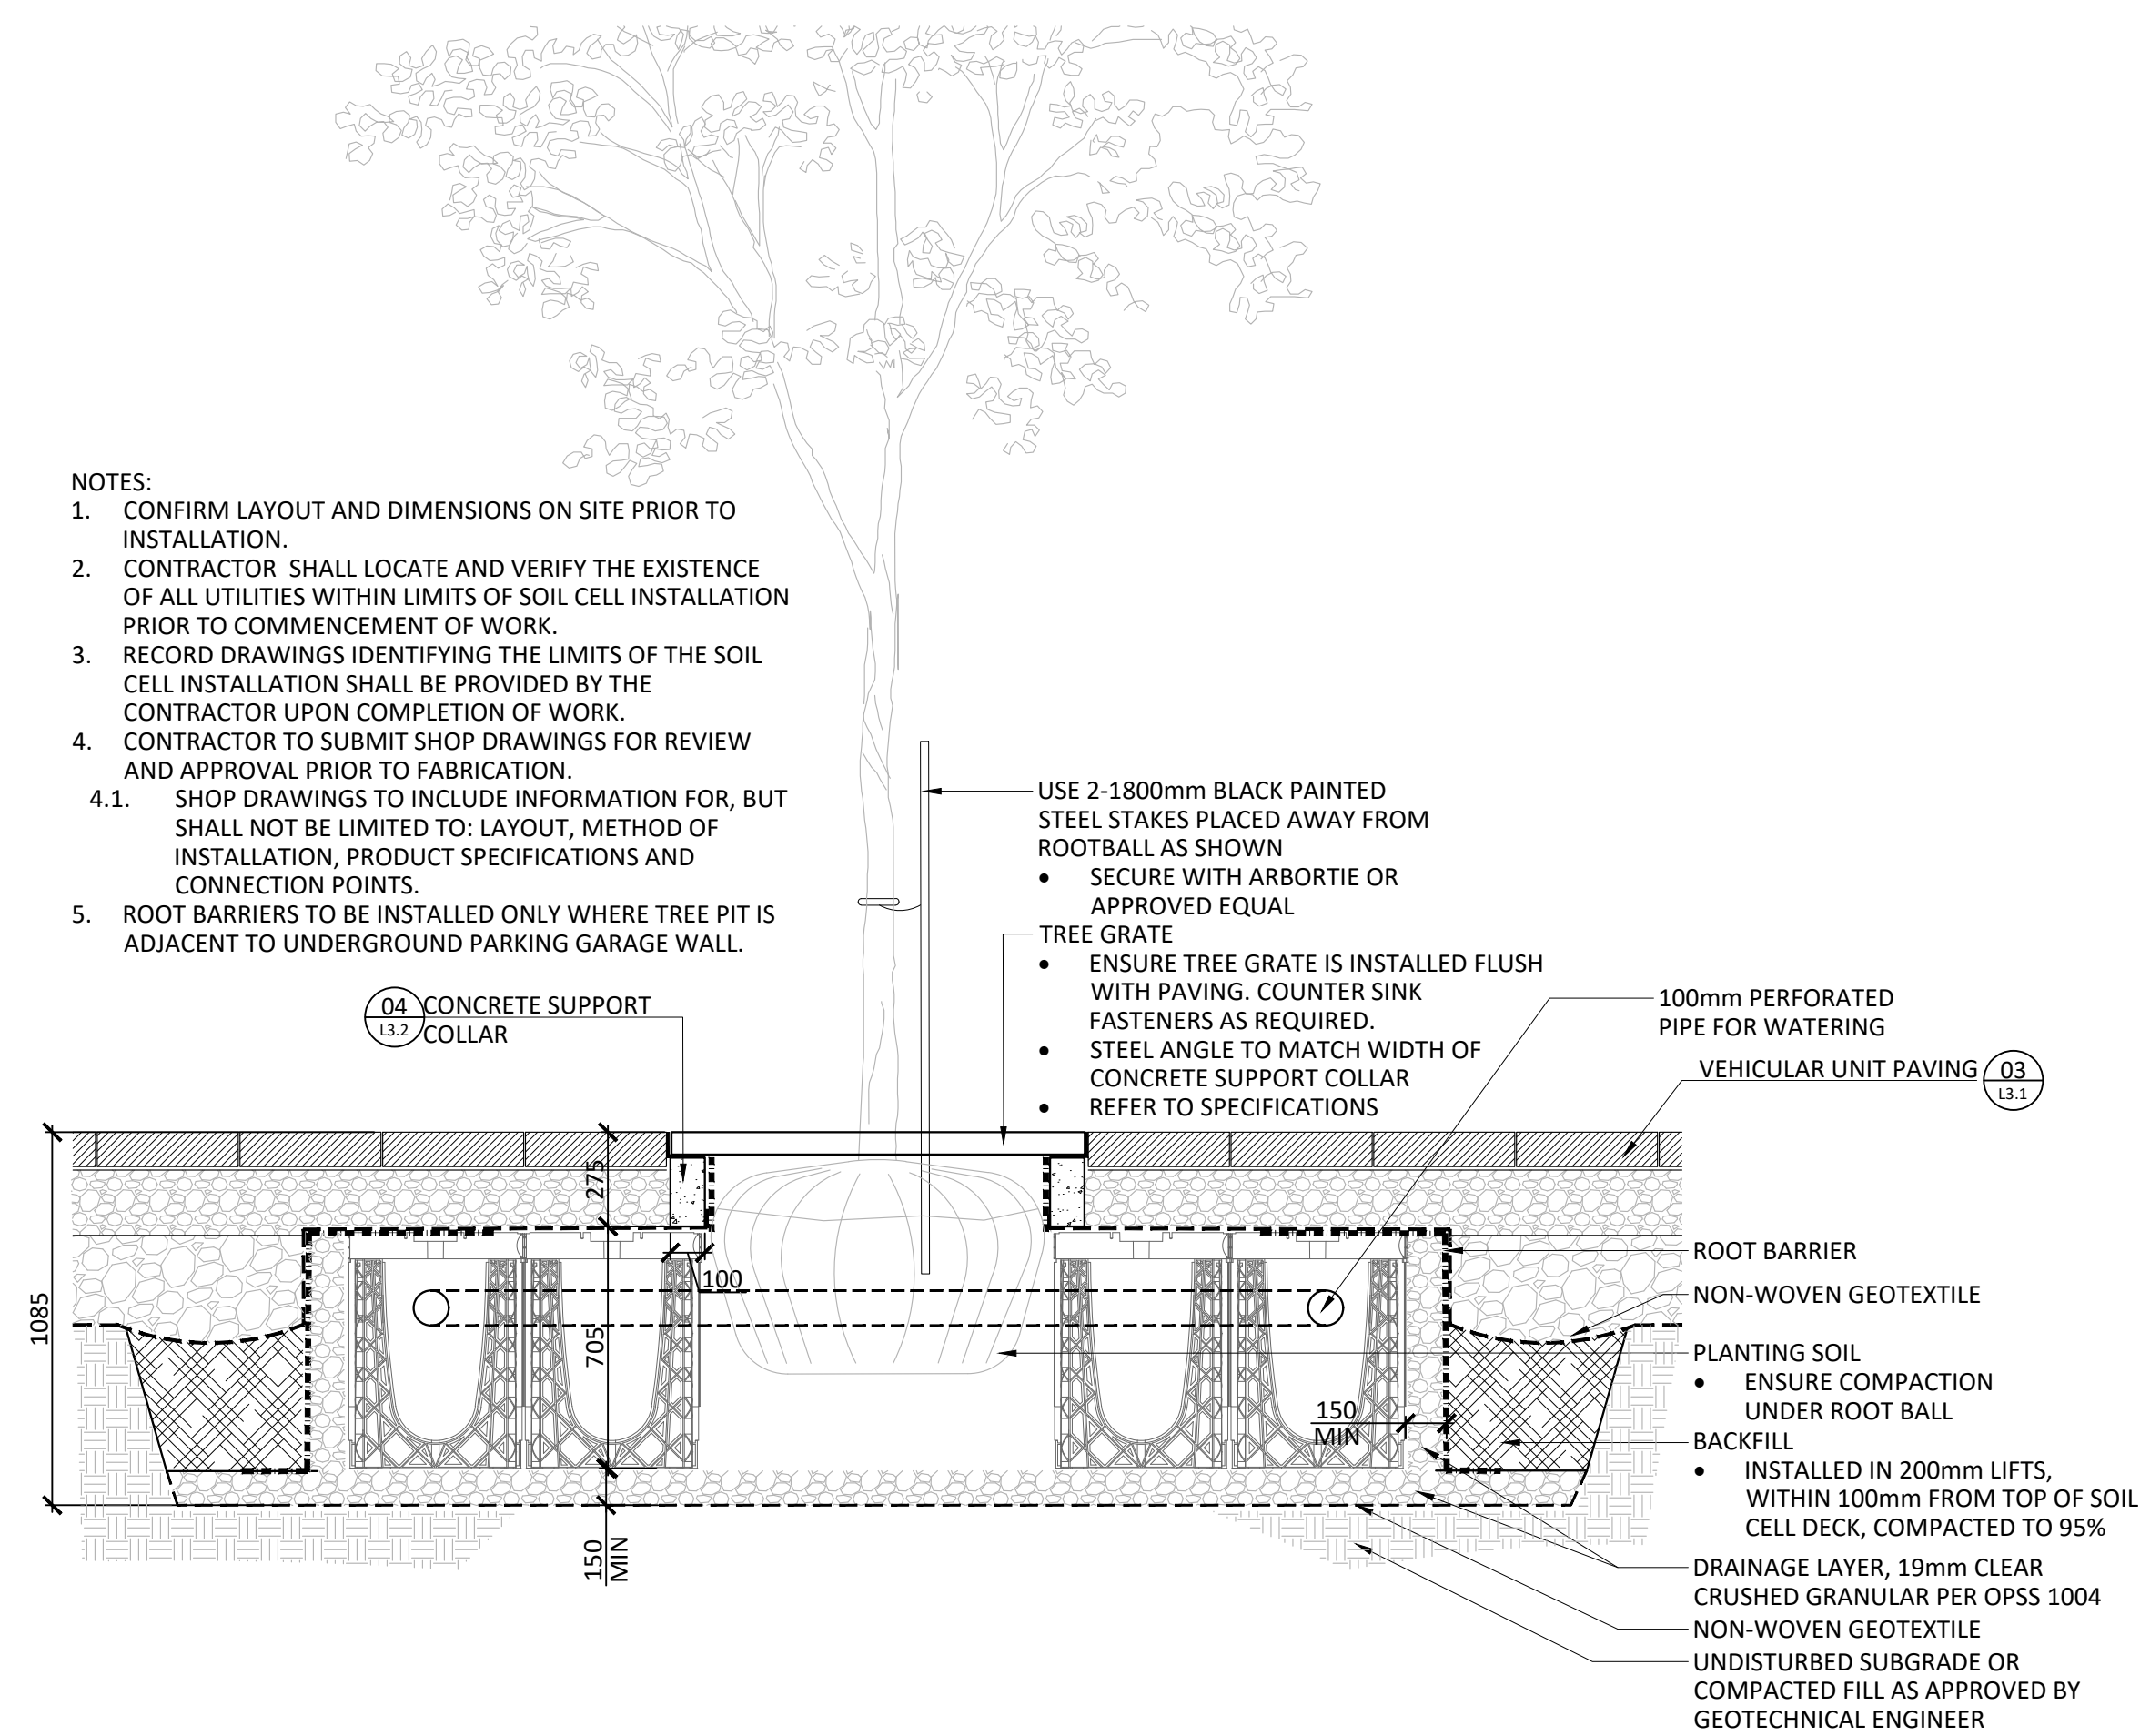 NOTES:
1. CONFIRM LAYOUT AND DIMENSIONS ON SITE PRIOR TO
INSTALLATION.
2. CONTRACTOR SHALL LOCATE AND VERIFY THE EXISTENCE
OF ALL UTILITIES WITHIN LIMITS OF SOIL CELL INSTALLATION
PRIOR TO COMMENCEMENT OF WORK.
3. RECORD DRAWINGS IDENTIFYING THE LIMITS OF THE SOIL
CELL INSTALLATION SHALL BE PROVIDED BY THE
CONTRACTOR UPON COMPLETION OF WORK.
4. CONTRACTOR TO SUBMIT SHOP DRAWINGS FOR REVIEW
AND APPROVAL PRIOR TO FABRICATION.
4.1. SHOP DRAWINGS TO INCLUDE INFORMATION FOR, BUT
SHALL NOT BE LIMITED TO: LAYOUT, METHOD OF
INSTALLATION, PRODUCT SPECIFICATIONS AND
CONNECTION POINTS.
5. ROOT BARRIERS TO BE INSTALLED ONLY WHERE TREE PIT IS
ADJACENT TO UNDERGROUND PARKING GARAGE WALL.
USE 2-1800mm BLACK PAINTED
STEEL STAKES PLACED AWAY FROM
ROOTBALL AS SHOWN
• SECURE WITH ARBORTIE OR
APPROVED EQUAL
TREE GRATE
• ENSURE TREE GRATE IS INSTALLED FLUSH
WITH PAVING. COUNTER SINK
FASTENERS AS REQUIRED.
• STEEL ANGLE TO MATCH WIDTH OF
CONCRETE SUPPORT COLLAR
• REFER TO SPECIFICATIONS
04
L3.2
CONCRETE SUPPORT
COLLAR
100mm PERFORATED
PIPE FOR WATERING
VEHICULAR UNIT PAVING
03
L3.1
1085
275
705
100
150
MIN
150
MIN
ROOT BARRIER
NON-WOVEN GEOTEXTILE
PLANTING SOIL
• ENSURE COMPACTION
UNDER ROOT BALL
BACKFILL
• INSTALLED IN 200mm LIFTS,
WITHIN 100mm FROM TOP OF SOIL
CELL DECK, COMPACTED TO 95%
DRAINAGE LAYER, 19mm CLEAR
CRUSHED GRANULAR PER OPSS 1004
NON-WOVEN GEOTEXTILE
UNDISTURBED SUBGRADE OR
COMPACTED FILL AS APPROVED BY
GEOTECHNICAL ENGINEER